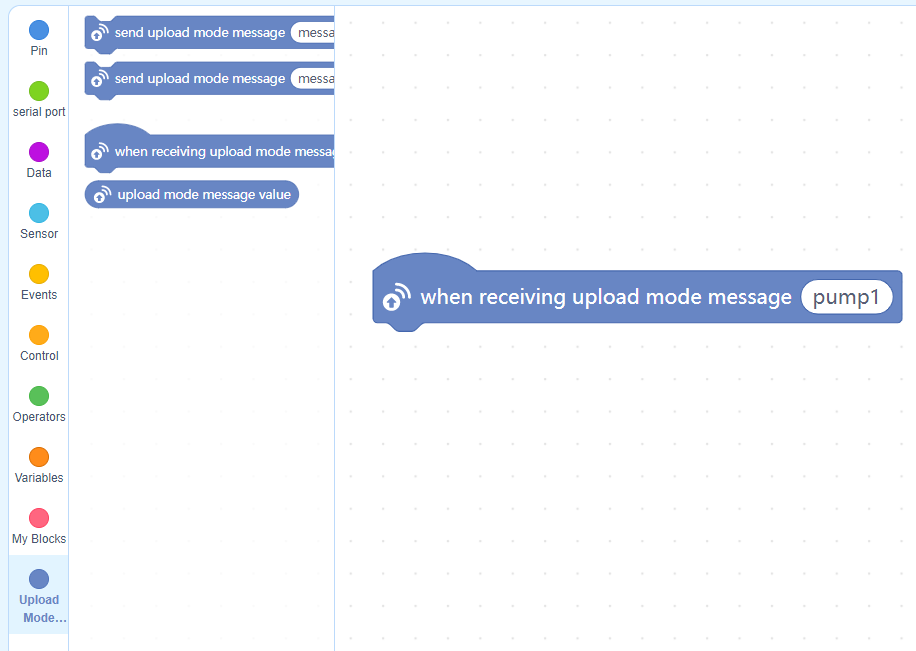 Pin
serial port
Data
Sensor
Events
Control
Operators
Variables
My Blocks
Upload
Mode...
send upload mode message messa
send upload mode message messa
when receiving upload mode messag
upload mode message value
when receiving upload mode message pump1